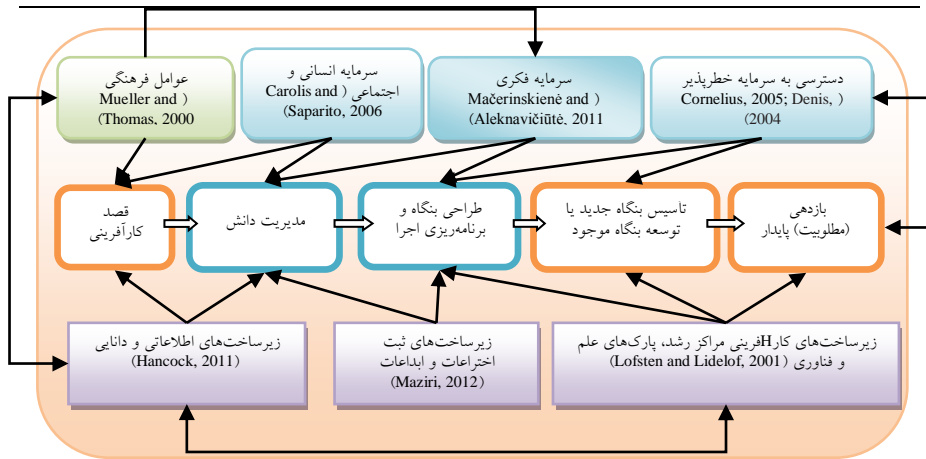 عوامل فرهنگی
Mueller and )
(Thomas, 2000
سرمایه انسانی و
اجتماعی (Carolis and
(Saparito, 2006
سرمایه فکری
Mačerinskienė and )
(Aleknavičiūtė, 2011
دسترسی به سرمایه خطرپذیر
Cornelius, 2005; Denis, )
(2004
قصد
کارآفرینی
مدیریت دانش
طراحی بنگاه و
برنامه‌ریزی اجرا
تأسیس بنگاه جدید یا
توسعه بنگاه موجود
بازدهی
(مطلوبیت) پایدار
زیرساخت‌های اطلاعاتی و دانایی
(Hancock, 2011)
زیرساخت‌های ثبت
اختراعات و ابداعات
(Maziri, 2012)
زیرساخت‌های کارHفرینی مراکز رشد، پارک‌های علم
و فناوری (Lofsten and Lidelof, 2001)